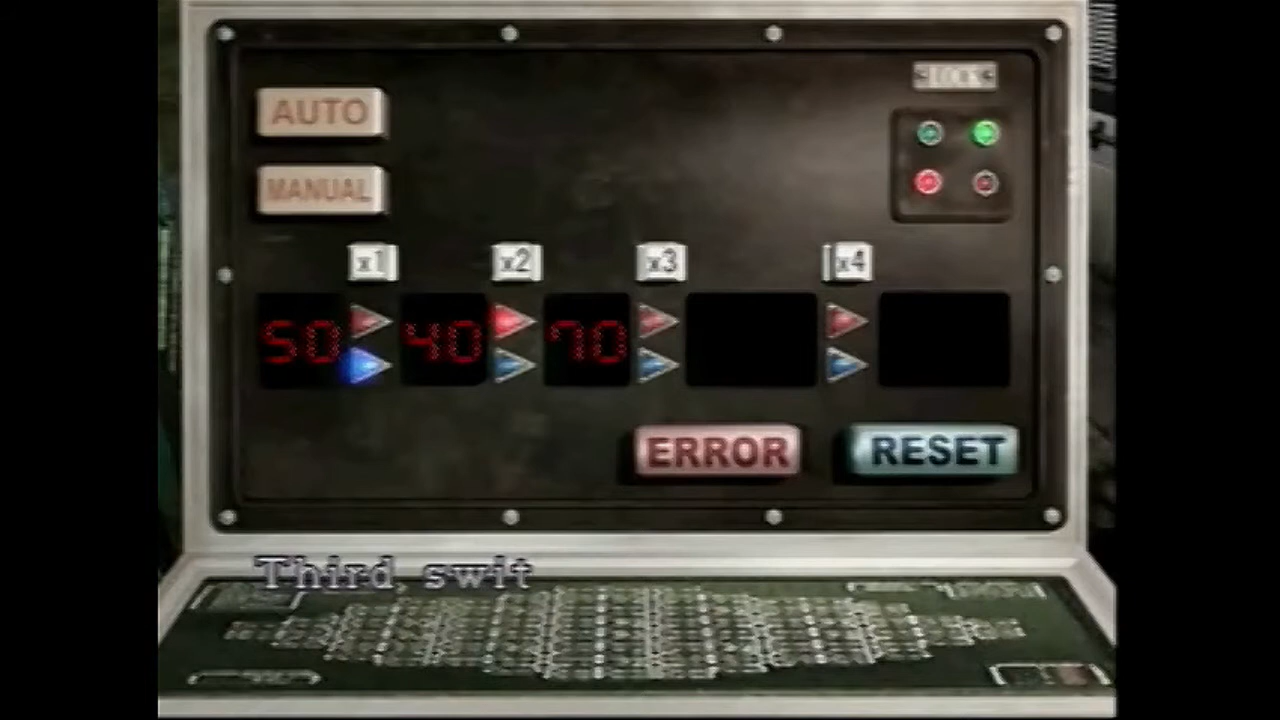 AUTO
MANUAL
x1 x2 x3 x4
50 40 70
ERROR RESET
Third swit